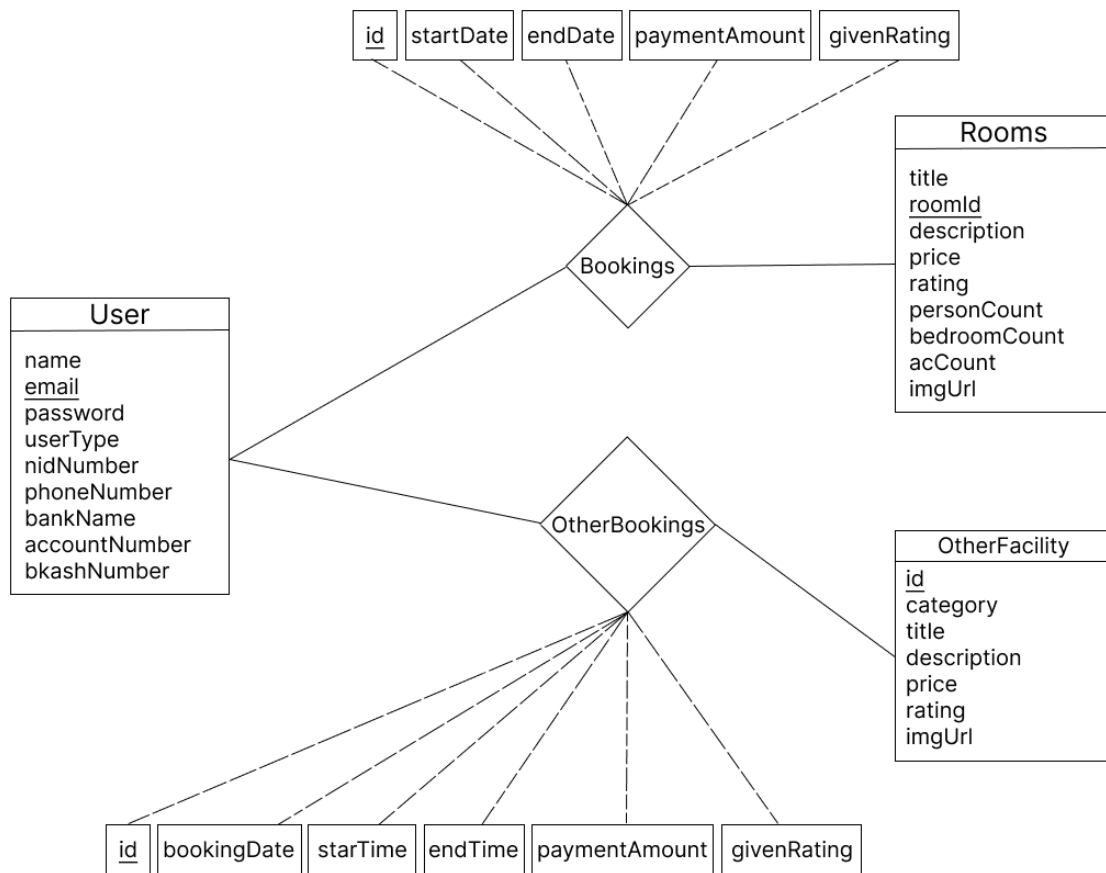 id
startDate
endDate
paymentAmount
givenRating
Rooms
title
roomId
description
price
rating
personCount
bedroomCount
acCount
imgUrl
Bookings
User
name
email
password
userType
nidNumber
phoneNumber
bankName
accountNumber
bkashNumber
OtherBookings
OtherFacility
id
category
title
description
price
rating
imgUrl
id
bookingDate
starTime
endTime
paymentAmount
givenRating